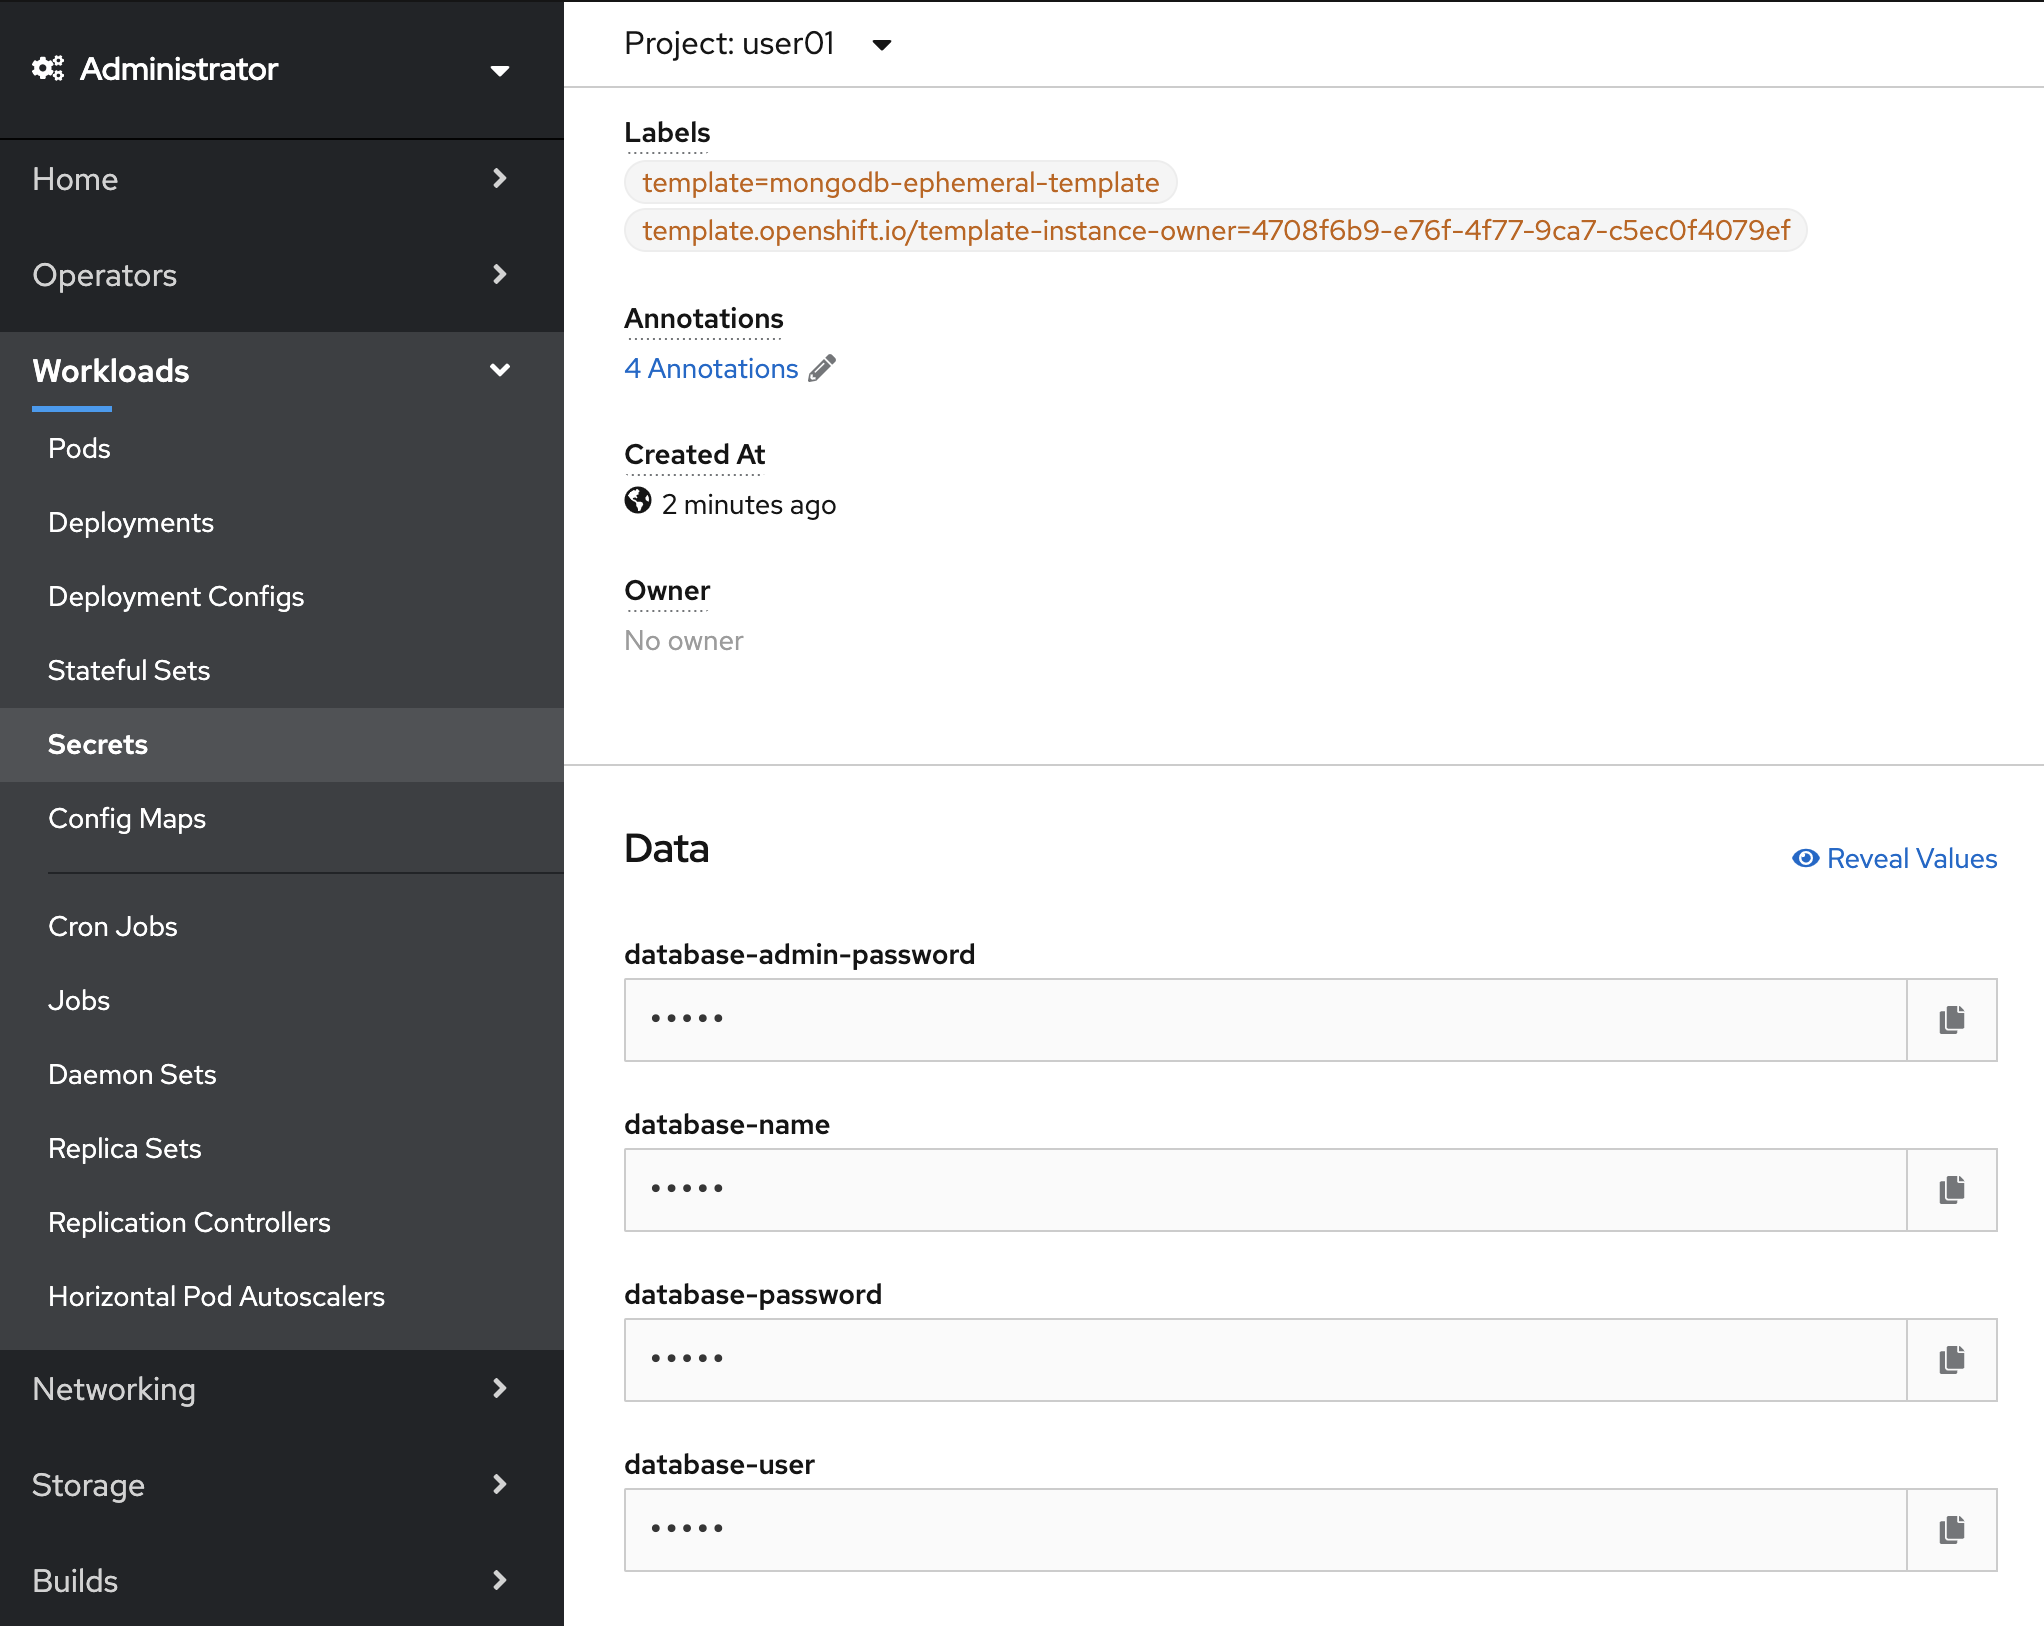 Administrator
Home
Operators
Workloads
Pods
Deployments
Deployment Configs
Stateful Sets
Secrets
Config Maps
Cron Jobs
Jobs
Daemon Sets
Replica Sets
Replication Controllers
Horizontal Pod Autoscalers
Networking
Storage
Builds
Project: user01
Labels
template=mongodb-ephemeral-template
template.openshift.io/template-instance-owner=4708f6b9-e76f-4f77-9ca7-c5ec0f4079ef
Annotations
4 Annotations
Created At
2 minutes ago
Owner
No owner
Data
Reveal Values
database-admin-password
•••••
database-name
•••••
database-password
•••••
database-user
•••••